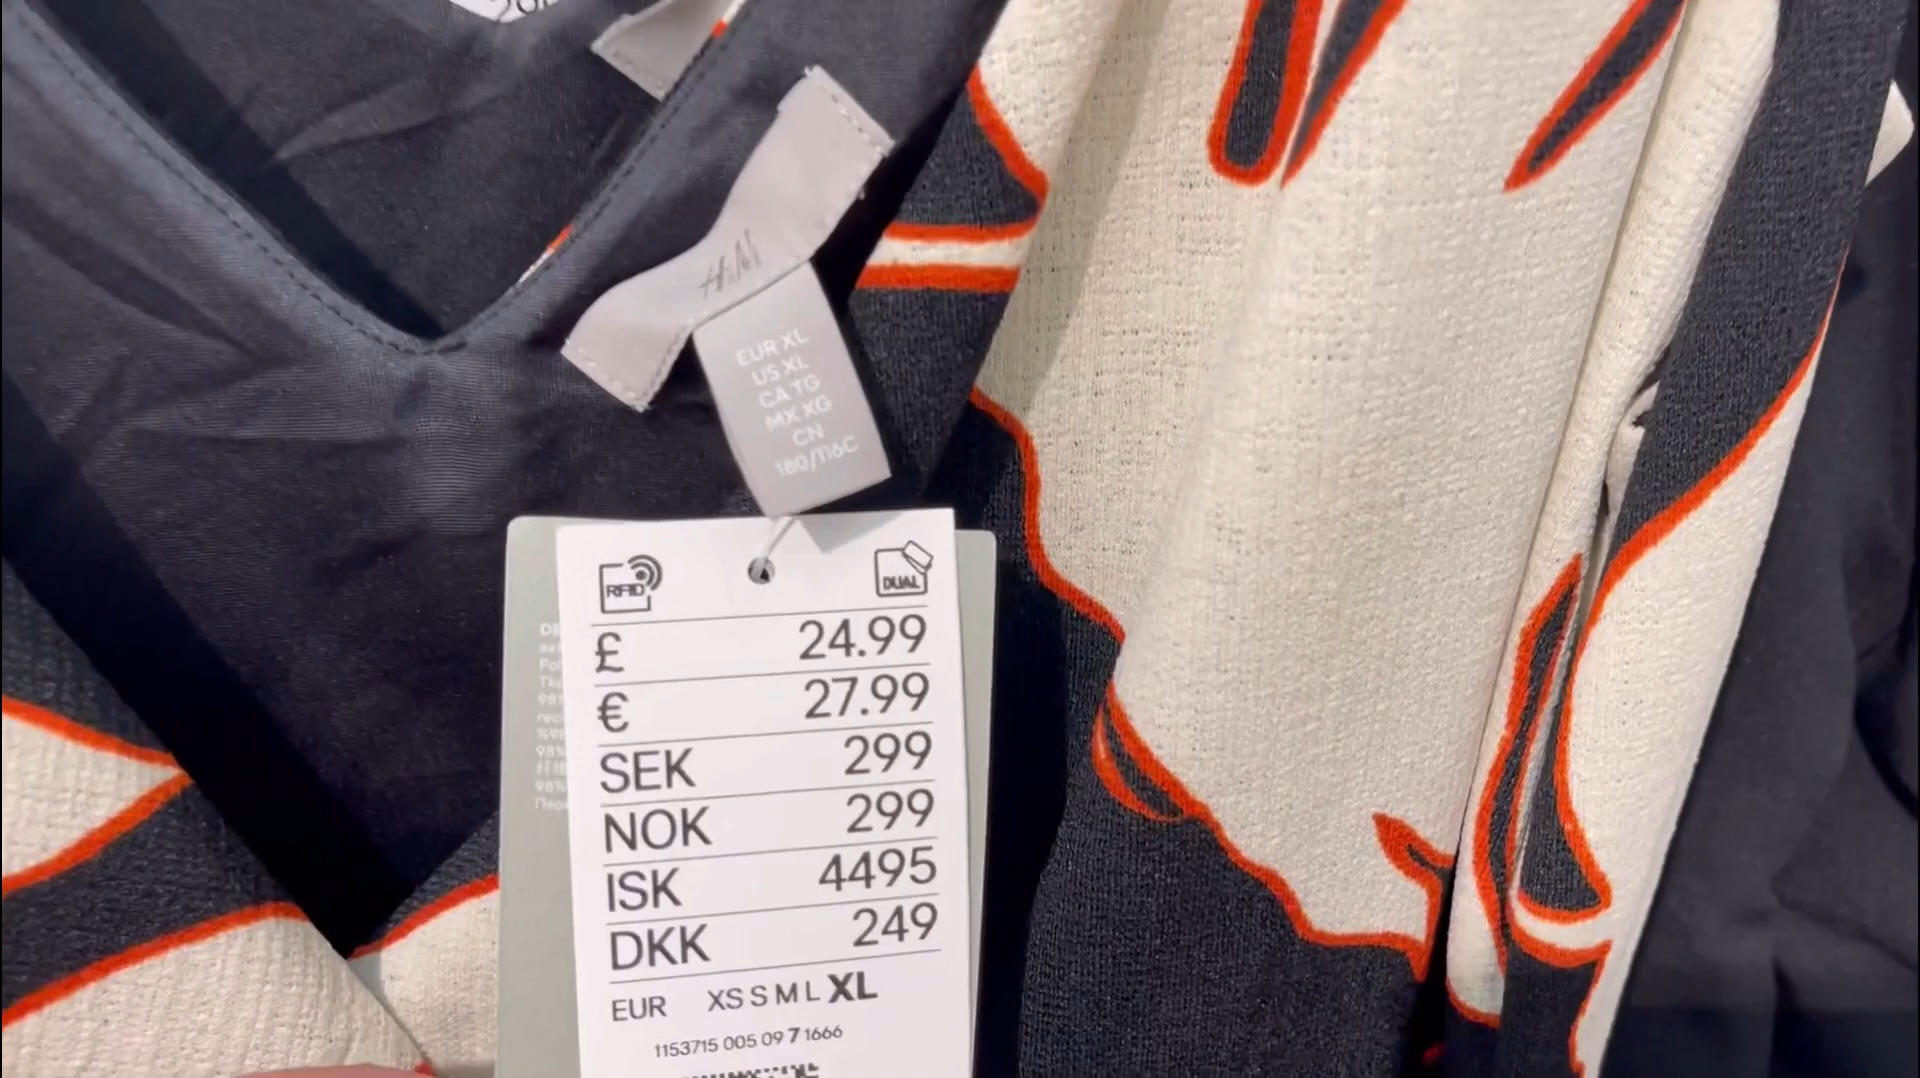 H&M
EUR XL
US XL
CA TG
MX XG
CN
180/116C
RFID
DUAL
£ 24.99
€ 27.99
SEK 299
NOK 299
ISK 4495
DKK 249
EUR XS S M L XL
1153715 005 09 7 1666